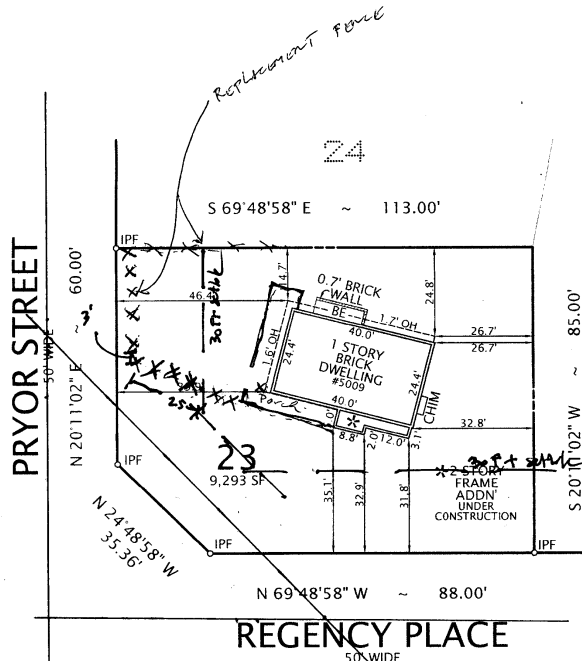 REPLACEMENT FENCE
24
S 69°48'58" E ~ 113.00'
IPF
PRYOR STREET
50' WIDE
N 20°11'02" E ~ 60.00'
3'
46.4'
4.7'
0.7' BRICK
WALL
BE
1.7' OH
40.0'
24.8'
26.7'
26.7'
1.6' OH
24.4'
1 STORY
BRICK
DWELLING
#5009
24.4'
CHIM
40.0'
Porch
25
8.8'
2.0'
12.0'
3.1'
32.8'
S 20°11'02" W ~ 85.00'
23
9,293 SF
35.1'
32.9'
31.8'
*2 STORY
FRAME
ADDN'
UNDER
CONSTRUCTION
IPF
N 24°48'58" W
35.36'
IPF
IPF
N 69°48'58" W ~ 88.00'
REGENCY PLACE
50' WIDE